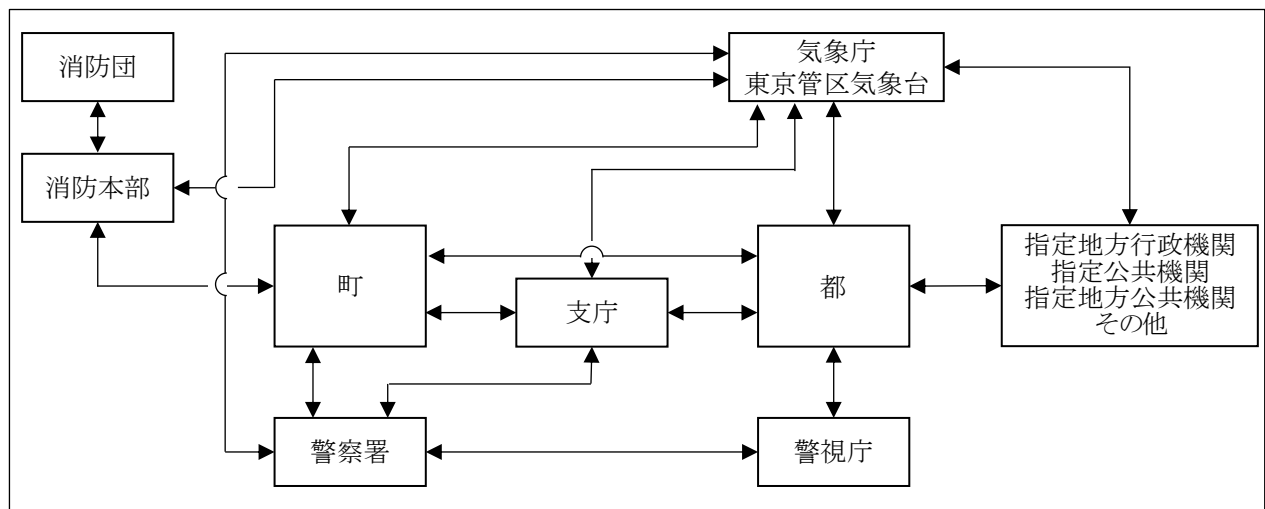 消防団
気象庁
東京管区気象台
消防本部
町
支庁
都
指定地方行政機関
指定公共機関
指定地方公共機関
その他
警察署
警視庁